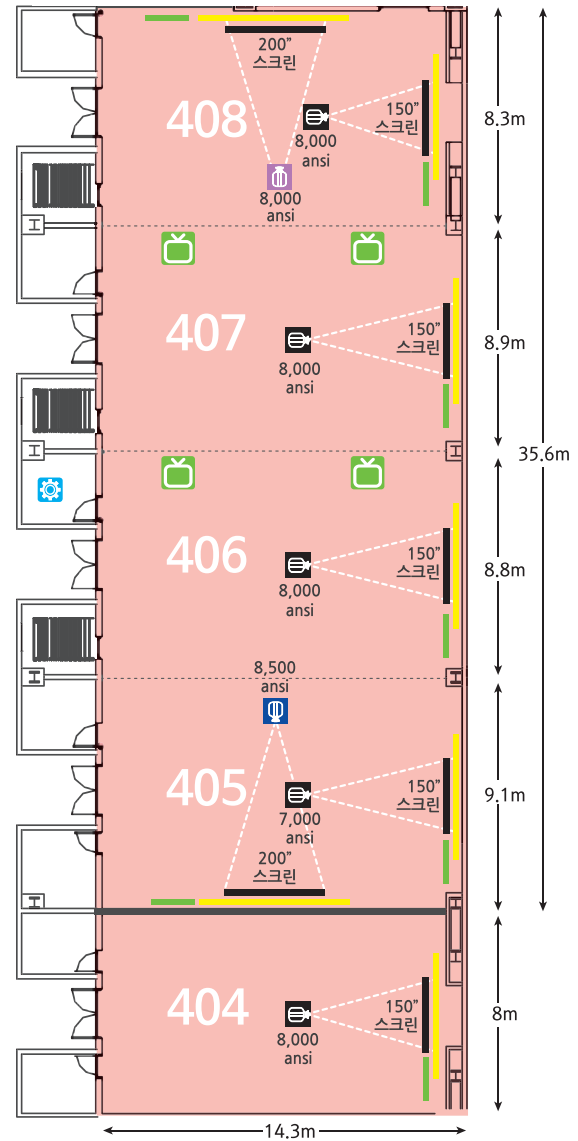 200”
스크린
408
150”
스크린
8.3m
8,000
ansi
8,000
ansi
407
150”
스크린
8.9m
8,000
ansi
35.6m
406
150”
스크린
8.8m
8,000
ansi
8,500
ansi
405
150”
스크린
9.1m
7,000
ansi
200”
스크린
404
150”
스크린
8m
8,000
ansi
14.3m